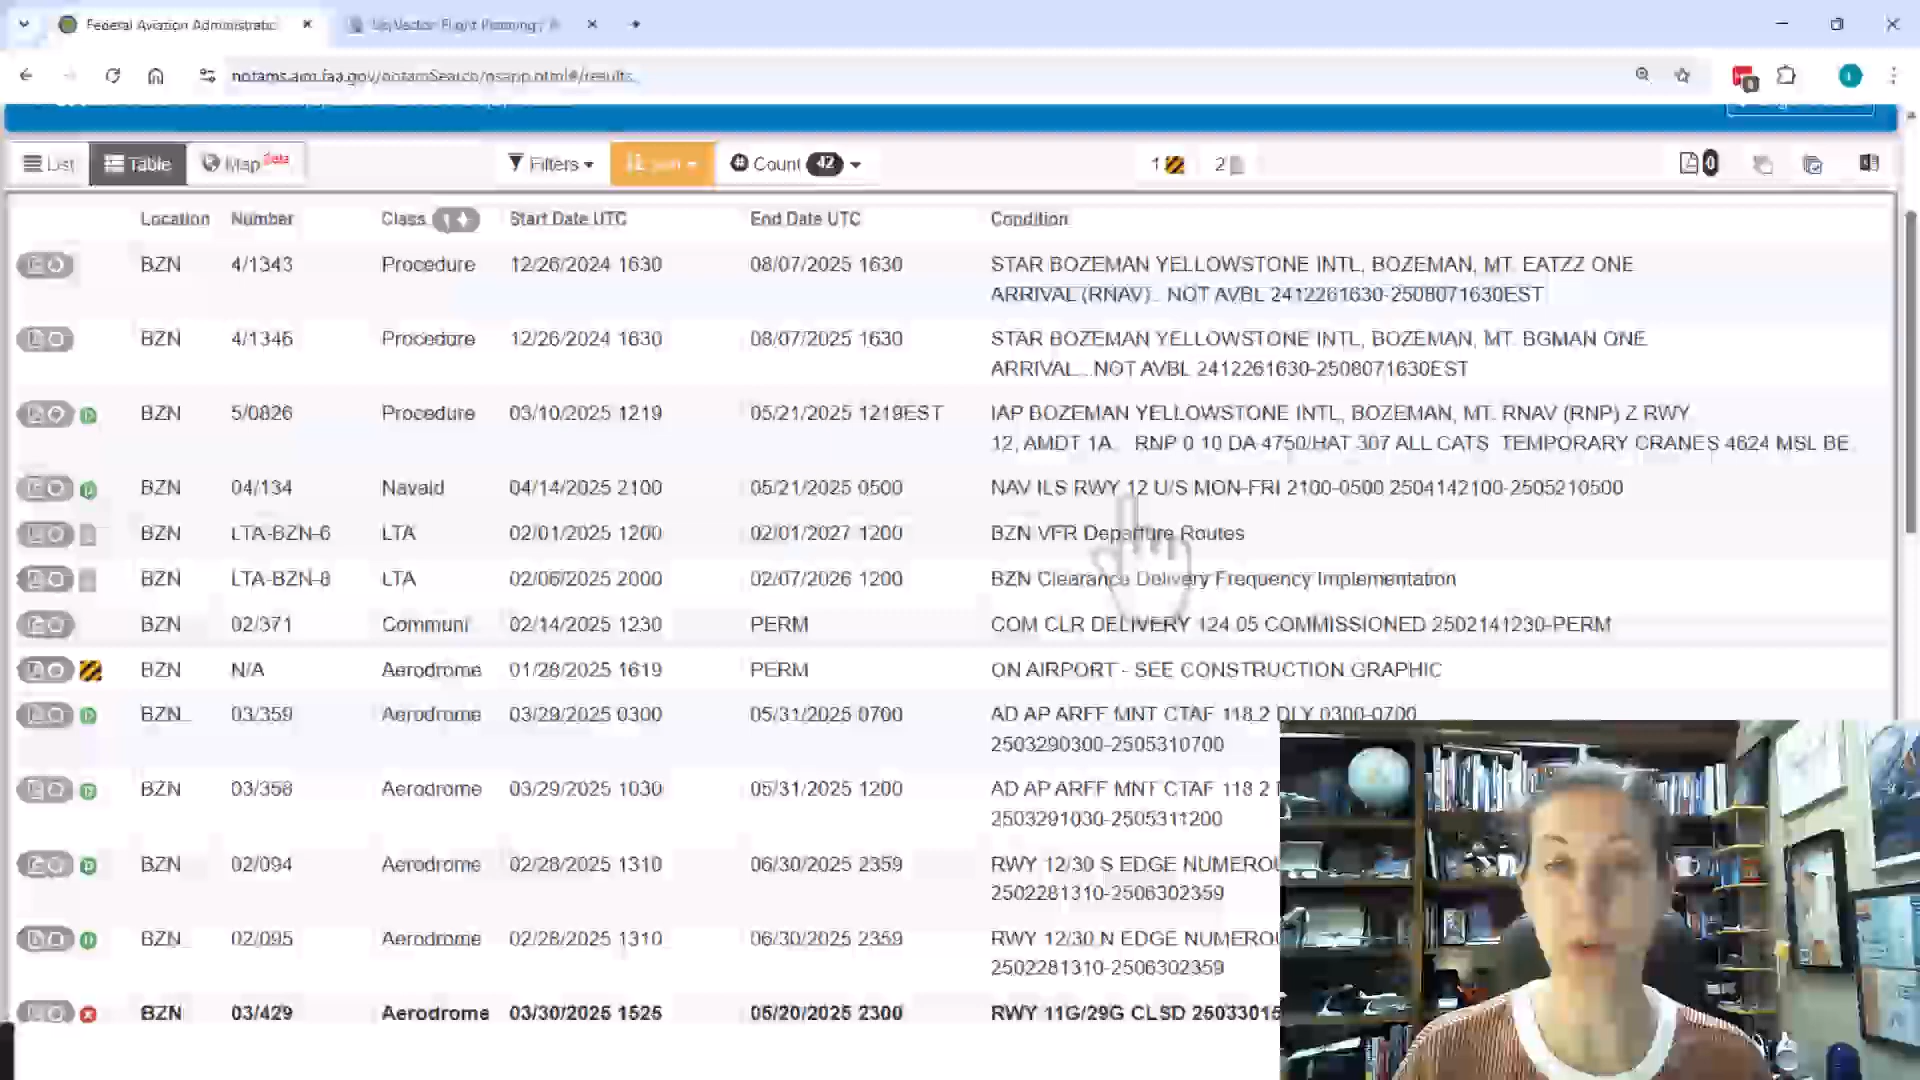 Federal Aviation Administratic
notams.aim.faa.gov/notamSearch/nsapp.html#/results
List Table Map Beta Filters Sort # Count 42 1 2 0
Location Number Class Start Date UTC End Date UTC Condition
BZN 4/1343 Procedure 12/26/2024 1630 08/07/2025 1630 STAR BOZEMAN YELLOWSTONE INTL, BOZEMAN, MT. EATZZ ONE
ARRIVAL (RNAV)... NOT AVBL 2412261630-2508071630EST
BZN 4/1346 Procedure 12/26/2024 1630 08/07/2025 1630 STAR BOZEMAN YELLOWSTONE INTL, BOZEMAN, MT. BGMAN ONE
ARRIVAL...NOT AVBL 2412261630-2508071630EST
BZN 5/0826 Procedure 03/10/2025 1219 05/21/2025 1219EST IAP BOZEMAN YELLOWSTONE INTL, BOZEMAN, MT. RNAV (RNP) Z RWY
12, AMDT 1A... RNP 0.10 DA 4750/HAT 307 ALL CATS. TEMPORARY CRANES 4624 MSL BE...
BZN 04/134 Navaid 04/14/2025 2100 05/21/2025 0500 NAV ILS RWY 12 U/S MON-FRI 2100-0500 2504142100-2505210500
BZN LTA-BZN-6 LTA 02/01/2025 1200 02/01/2027 1200 BZN VFR Departure Routes
BZN LTA-BZN-8 LTA 02/06/2025 2000 02/07/2026 1200 BZN Clearance Delivery Frequency Implementation
BZN 02/371 Communi 02/14/2025 1230 PERM COM CLR DELIVERY 124.05 COMMISSIONED 2502141230-PERM
BZN N/A Aerodrome 01/28/2025 1619 PERM ON AIRPORT - SEE CONSTRUCTION GRAPHIC
BZN 03/359 Aerodrome 03/29/2025 0300 05/31/2025 0700 AD AP ARFF MNT CTAF 118.2 DLY 0300-0700
2503290300-2505310700
BZN 03/358 Aerodrome 03/29/2025 1030 05/31/2025 1200 AD AP ARFF MNT CTAF 118.2
2503291030-2505311200
BZN 02/094 Aerodrome 02/28/2025 1310 06/30/2025 2359 RWY 12/30 S EDGE NUMEROU
2502281310-2506302359
BZN 02/095 Aerodrome 02/28/2025 1310 06/30/2025 2359 RWY 12/30 N EDGE NUMEROU
2502281310-2506302359
BZN 03/429 Aerodrome 03/30/2025 1525 05/20/2025 2300 RWY 11G/29G CLSD 25033015